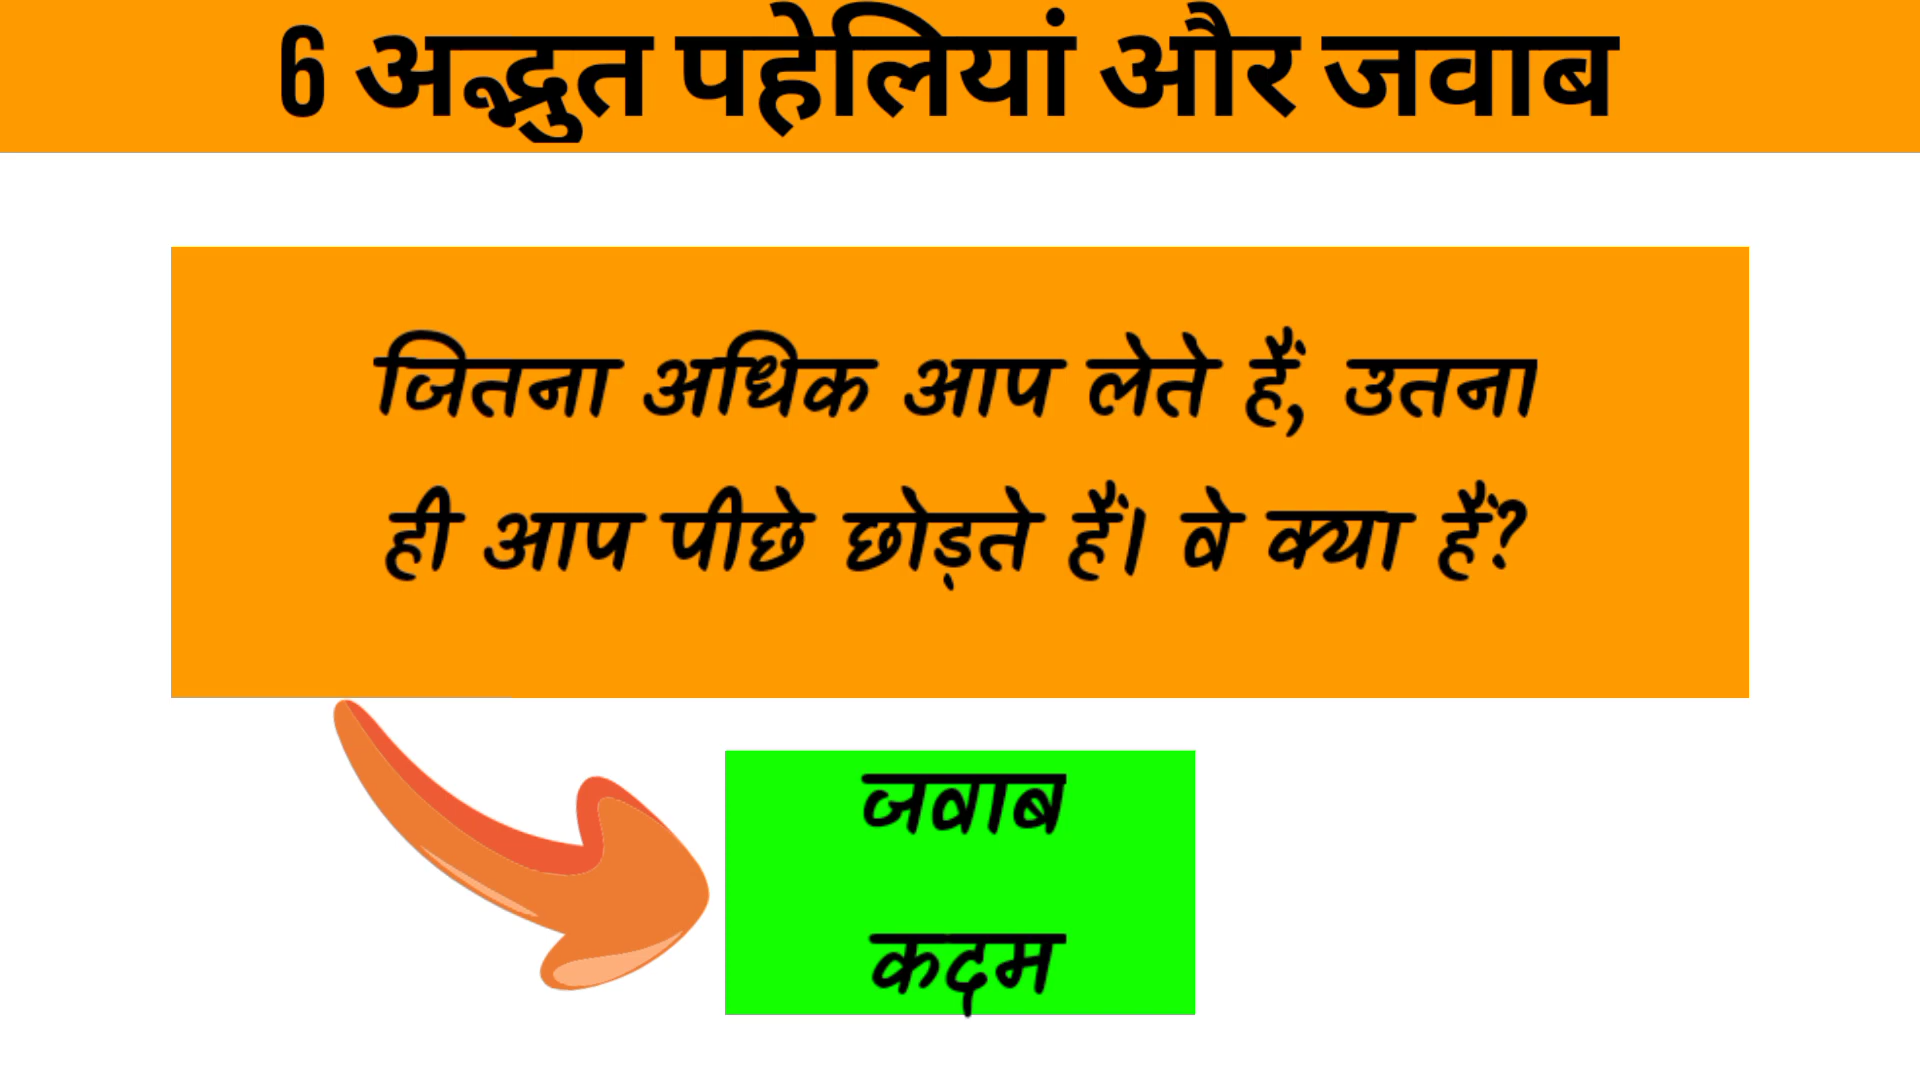 6 अद्भुत पहेलियां और जवाब
जितना अधिक आप लेते हैं, उतना
ही आप पीछे छोड़ते हैं। वे क्या हैं?
जवाब
कदम